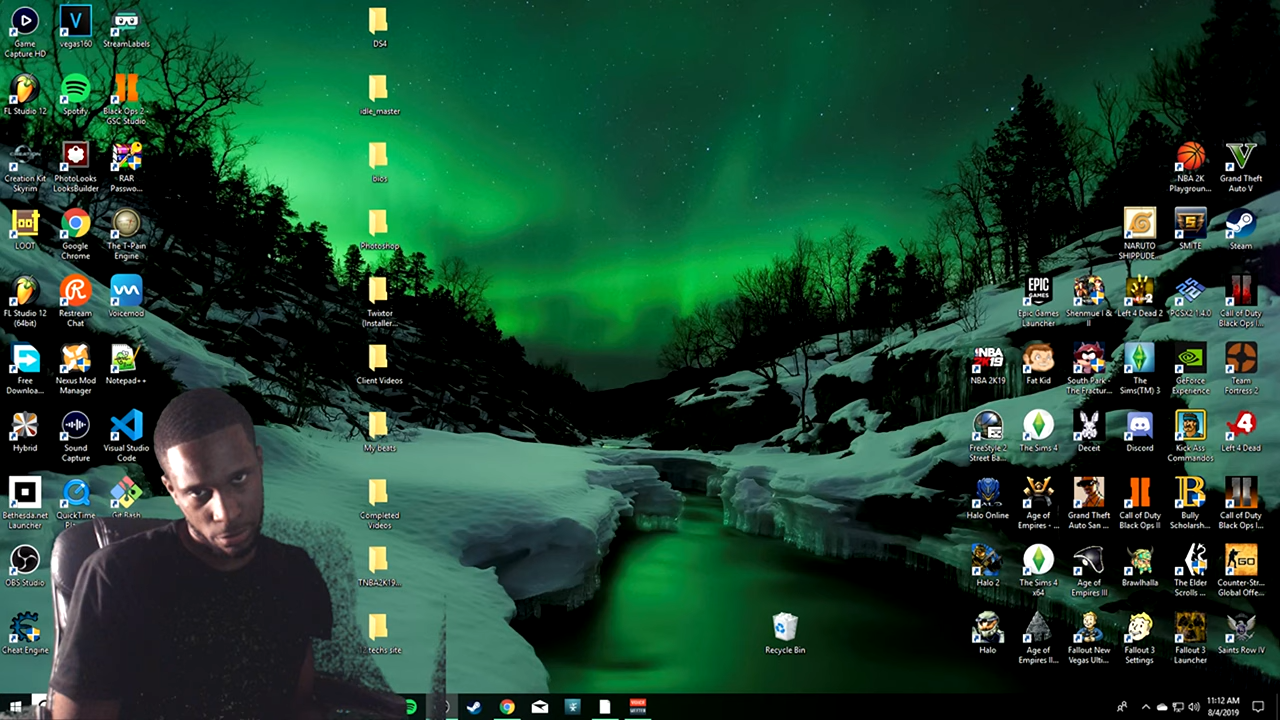 Game
Capture HD
vegas160
StreamLabels
FL Studio 12
Spotify
Black Ops 2 -
GSC Studio
Creation Kit
Skyrim
PhotoLooks
LooksBuilder
RAR
Passwo...
LOOT
Google
Chrome
The T-Pain
Engine
FL Studio 12
(64bit)
Restream
Chat
Voicemod
Free
Downloa...
Nexus Mod
Manager
Notepad++
Hybrid
Sound
Capture
Visual Studio
Code
Bethesda.net
Launcher
QuickTime
Git Bash
OBS Studio
Cheat Engine
DS4
idle_master
bios
Photoshop
Twixtor
(Installer...
Client Videos
My beats
Completed
Videos
TNBA2K19...
techs site
Recycle Bin
NBA 2K
Playgroun...
Grand Theft
Auto V
NARUTO
SHIPPUDE...
SMITE
Steam
EPIC
GAMES
Epic Games
Launcher
Shenmue I &
II
Left 4 Dead 2
PCSX2 1.4.0
Call of Duty
Black Ops I...
NBA
2K19
NBA 2K19
Fat Kid
South Park -
The Fractur...
The
Sims(TM) 3
GeForce
Experience
Team
Fortress 2
FreeStyle 2
Street Ba...
The Sims 4
Deceit
Discord
Kick Ass
Commandos
Left 4 Dead
Halo Online
Age of
Empires - ...
Grand Theft
Auto San ...
Call of Duty
Black Ops II
Bully
Scholarsh...
Call of Duty
Black Ops I...
Halo 2
The Sims 4
x64
Age of
Empires III
Brawlhalla
The Elder
Scrolls ...
GO
Counter-Str...
Global Offe...
Halo
Age of
Empires II...
Fallout New
Vegas Ulti...
Fallout 3
Settings
Fallout 3
Launcher
Saints Row IV
11:12 AM
8/4/2019